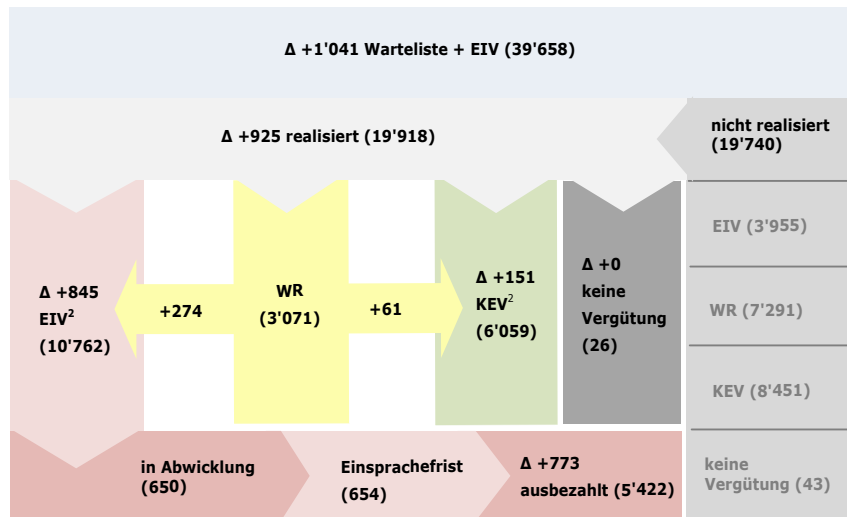 Δ +1'041 Warteliste + EIV (39'658)
Δ +925 realisiert (19'918)
nicht realisiert
(19'740)
Δ +845
EIV²
(10'762)
+274
WR
(3'071)
+61
Δ +151
KEV²
(6'059)
Δ +0
keine
Vergütung
(26)
EIV (3'955)
WR (7'291)
KEV (8'451)
keine
Vergütung (43)
in Abwicklung
(650)
Einsprachefrist
(654)
Δ +773
ausbezahlt (5'422)